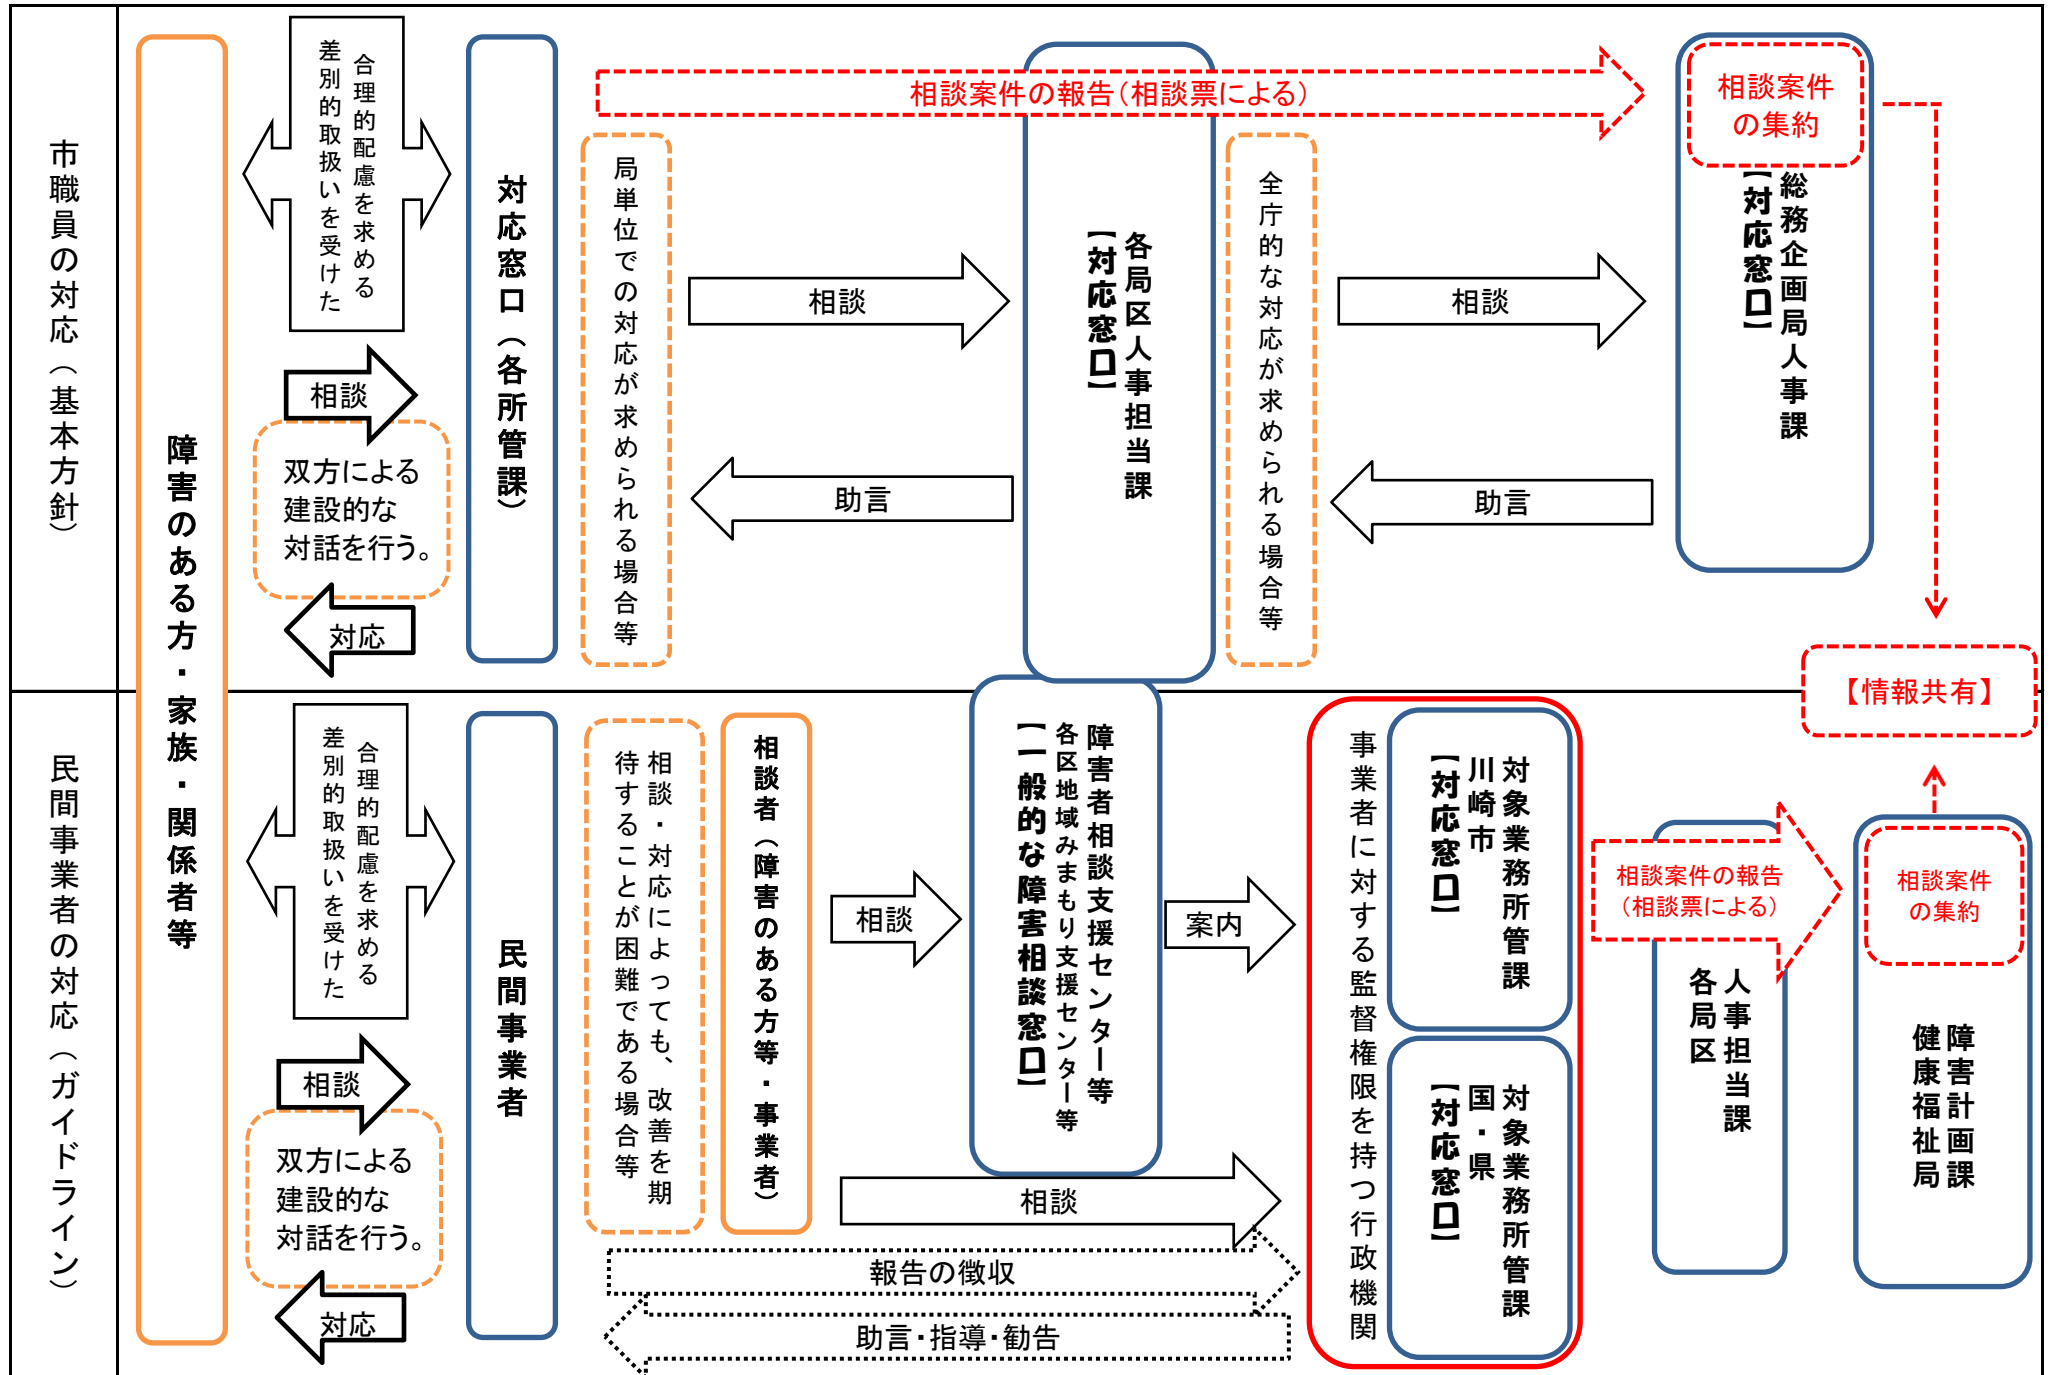 市職員の対応（基本方針）
障害のある方・家族・関係者等
合理的配慮を求める
差別的取扱いを受けた
相談
双方による
建設的な
対話を行う。
対応
対応窓口（各所管課）
相談案件の報告（相談票による）
局単位での対応が求められる場合等
相談
助言
各局区人事担当課
【対応窓口】
全庁的な対応が求められる場合等
相談
助言
相談案件
の集約
総務企画局人事課
【対応窓口】
【情報共有】
民間事業者の対応（ガイドライン）
合理的配慮を求める
差別的取扱いを受けた
相談
双方による
建設的な
対話を行う。
対応
民間事業者
相談・対応によっても、改善を期
待することが困難である場合等
相談者（障害のある方等・事業者）
相談
障害者相談支援センター等
各区地域みまもり支援センター等
【一般的な障害相談窓口】
案内
相談
報告の徴収
助言・指導・勧告
事業者に対する監督権限を持つ行政機関
対象業務所管課
川崎市
【対応窓口】
対象業務所管課
国・県
【対応窓口】
相談案件の報告
（相談票による）
人事担当課
各局区
相談案件
の集約
障害計画課
健康福祉局